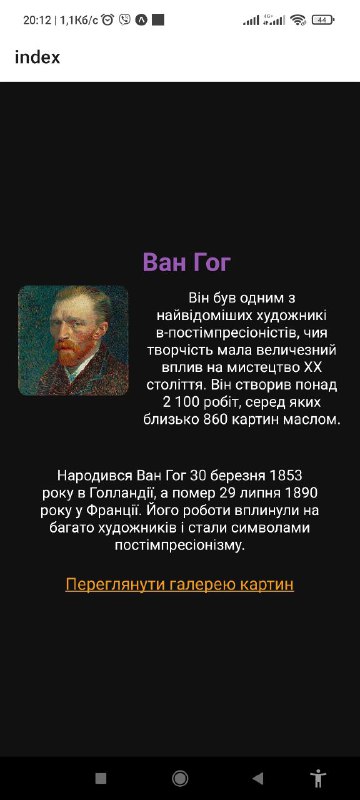 20:12 | 1,1Кб/с
44
index
Ван Гог
Він був одним з
найвідоміших художникі
в-постімпресіоністів, чия
творчість мала величезний
вплив на мистецтво XX
століття. Він створив понад
2 100 робіт, серед яких
близько 860 картин маслом.
Народився Ван Гог 30 березня 1853
року в Голландії, а помер 29 липня 1890
року у Франції. Його роботи вплинули на
багато художників і стали символами
постімпресіонізму.
Переглянути галерею картин